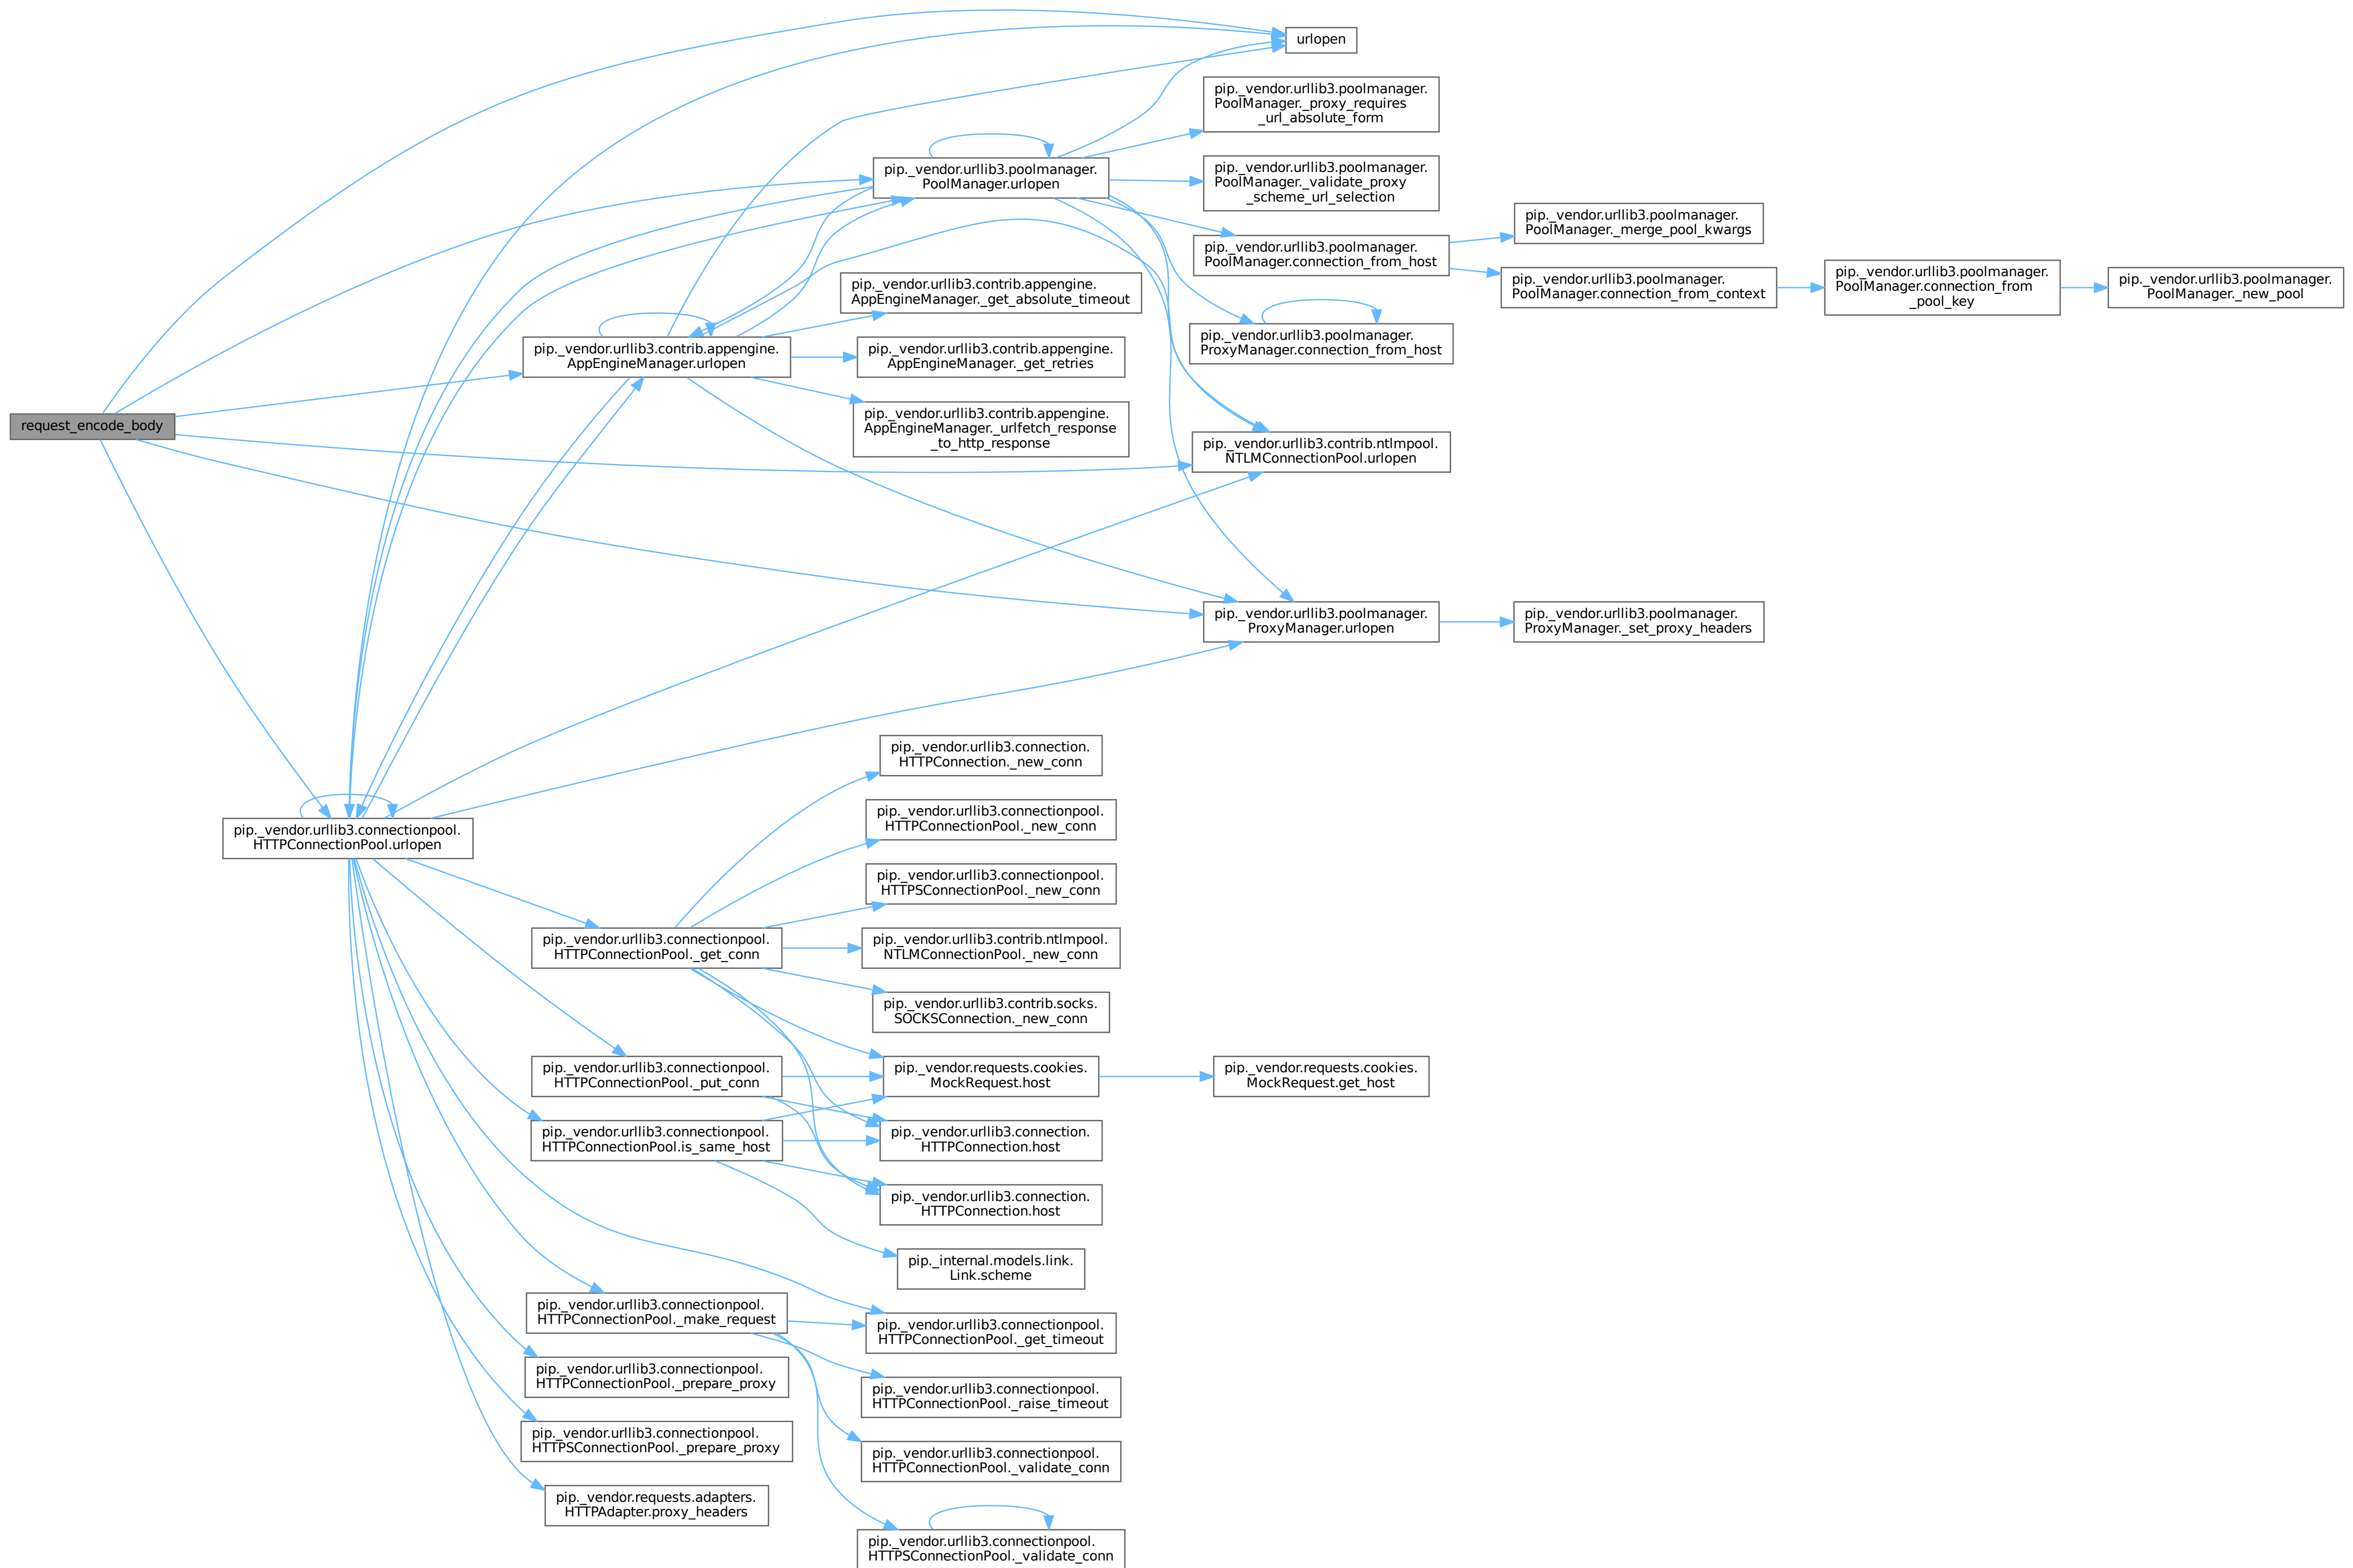 urlopen
pip._vendor.urllib3.poolmanager.
PoolManager._proxy_requires
_url_absolute_form
pip._vendor.urllib3.poolmanager.
PoolManager.urlopen
pip._vendor.urllib3.poolmanager.
PoolManager._validate_proxy
_scheme_url_selection
pip._vendor.urllib3.poolmanager.
PoolManager._merge_pool_kwargs
pip._vendor.urllib3.poolmanager.
PoolManager.connection_from_host
pip._vendor.urllib3.poolmanager.
PoolManager.connection_from_context
pip._vendor.urllib3.poolmanager.
PoolManager.connection_from
_pool_key
pip._vendor.urllib3.poolmanager.
PoolManager._new_pool
pip._vendor.urllib3.contrib.appengine.
AppEngineManager._get_absolute_timeout
pip._vendor.urllib3.poolmanager.
ProxyManager.connection_from_host
pip._vendor.urllib3.contrib.appengine.
AppEngineManager.urlopen
pip._vendor.urllib3.contrib.appengine.
AppEngineManager._get_retries
request_encode_body
pip._vendor.urllib3.contrib.appengine.
AppEngineManager._urlfetch_response
_to_http_response
pip._vendor.urllib3.contrib.ntlmpool.
NTLMConnectionPool.urlopen
pip._vendor.urllib3.poolmanager.
ProxyManager.urlopen
pip._vendor.urllib3.poolmanager.
ProxyManager._set_proxy_headers
pip._vendor.urllib3.connection.
HTTPConnection._new_conn
pip._vendor.urllib3.connectionpool.
HTTPConnectionPool._new_conn
pip._vendor.urllib3.connectionpool.
HTTPConnectionPool.urlopen
pip._vendor.urllib3.connectionpool.
HTTPSConnectionPool._new_conn
pip._vendor.urllib3.connectionpool.
HTTPConnectionPool._get_conn
pip._vendor.urllib3.contrib.ntlmpool.
NTLMConnectionPool._new_conn
pip._vendor.urllib3.contrib.socks.
SOCKSConnection._new_conn
pip._vendor.urllib3.connectionpool.
HTTPConnectionPool._put_conn
pip._vendor.requests.cookies.
MockRequest.host
pip._vendor.requests.cookies.
MockRequest.get_host
pip._vendor.urllib3.connectionpool.
HTTPConnectionPool.is_same_host
pip._vendor.urllib3.connection.
HTTPConnection.host
pip._vendor.urllib3.connection.
HTTPConnection.host
pip._internal.models.link.
Link.scheme
pip._vendor.urllib3.connectionpool.
HTTPConnectionPool._make_request
pip._vendor.urllib3.connectionpool.
HTTPConnectionPool._get_timeout
pip._vendor.urllib3.connectionpool.
HTTPConnectionPool._prepare_proxy
pip._vendor.urllib3.connectionpool.
HTTPConnectionPool._raise_timeout
pip._vendor.urllib3.connectionpool.
HTTPSConnectionPool._prepare_proxy
pip._vendor.urllib3.connectionpool.
HTTPConnectionPool._validate_conn
pip._vendor.requests.adapters.
HTTPAdapter.proxy_headers
pip._vendor.urllib3.connectionpool.
HTTPSConnectionPool._validate_conn